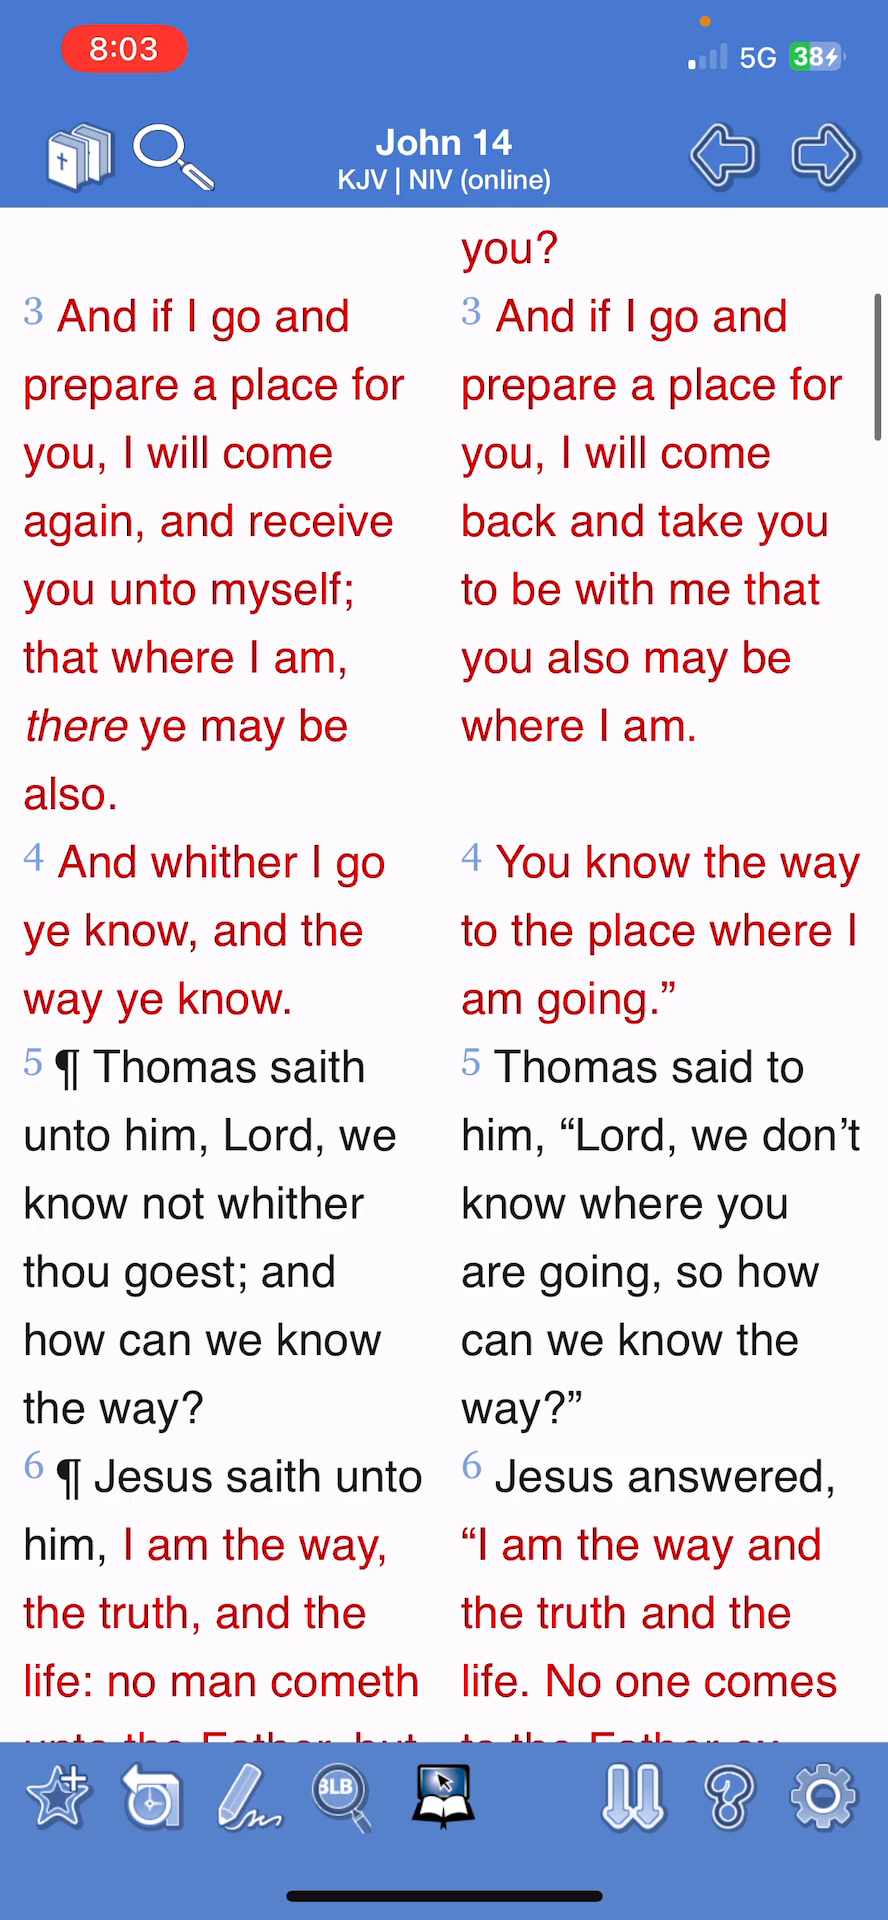 8:03
5G 38
John 14
KJV | NIV (online)
3 And if I go and
prepare a place for
you, I will come
again, and receive
you unto myself;
that where I am,
there ye may be
also.
4 And whither I go
ye know, and the
way ye know.
5 ¶ Thomas saith
unto him, Lord, we
know not whither
thou goest; and
how can we know
the way?
6 ¶ Jesus saith unto
him, I am the way,
the truth, and the
life: no man cometh
unto the Father, but
you?
3 And if I go and
prepare a place for
you, I will come
back and take you
to be with me that
you also may be
where I am.
4 You know the way
to the place where I
am going.”
5 Thomas said to
him, “Lord, we don’t
know where you
are going, so how
can we know the
way?”
6 Jesus answered,
“I am the way and
the truth and the
life. No one comes
to the Father
BLB